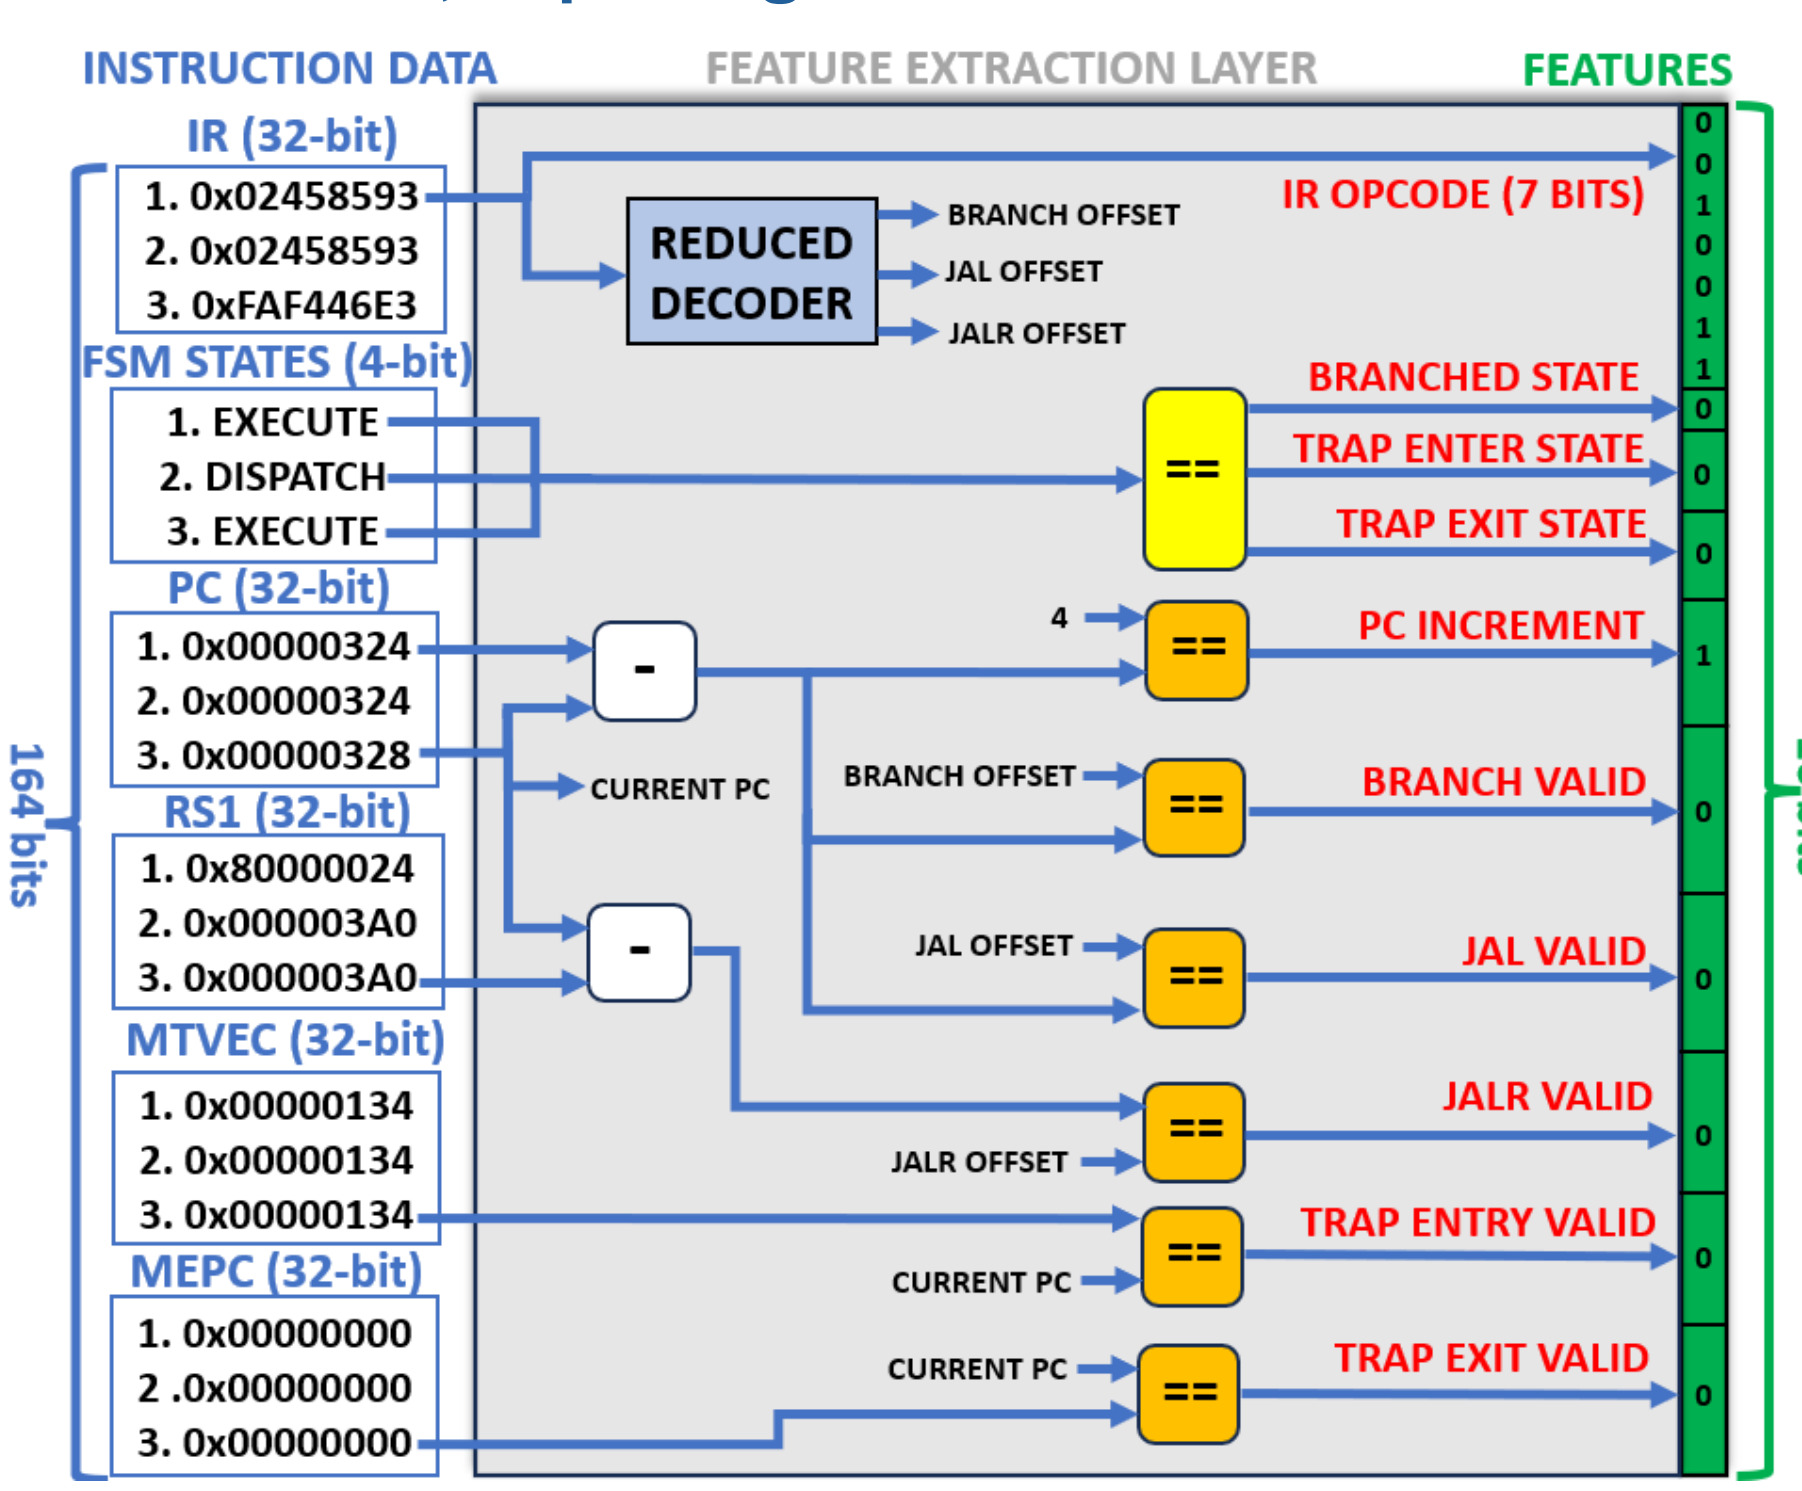 INSTRUCTION DATA
FEATURE EXTRACTION LAYER
FEATURES
IR (32-bit)
1. 0x02458593
2. 0x02458593
3. 0xFAF446E3
FSM STATES (4-bit)
1. EXECUTE
2. DISPATCH
3. EXECUTE
PC (32-bit)
1. 0x00000324
2. 0x00000324
3. 0x00000328
RS1 (32-bit)
1. 0x80000024
2. 0x000003A0
3. 0x000003A0
MTVEC (32-bit)
1. 0x00000134
2. 0x00000134
3. 0x00000134
MEPC (32-bit)
1. 0x00000000
2 .0x00000000
3. 0x00000000
164 bits
REDUCED
DECODER
BRANCH OFFSET
JAL OFFSET
JALR OFFSET
==
-
CURRENT PC
-
4
==
BRANCH OFFSET
==
JAL OFFSET
==
JALR OFFSET
==
CURRENT PC
==
CURRENT PC
==
IR OPCODE (7 BITS)
BRANCHED STATE
TRAP ENTER STATE
TRAP EXIT STATE
PC INCREMENT
BRANCH VALID
JAL VALID
JALR VALID
TRAP ENTRY VALID
TRAP EXIT VALID
0
0
1
0
0
1
1
0
0
0
1
0
0
0
0
0